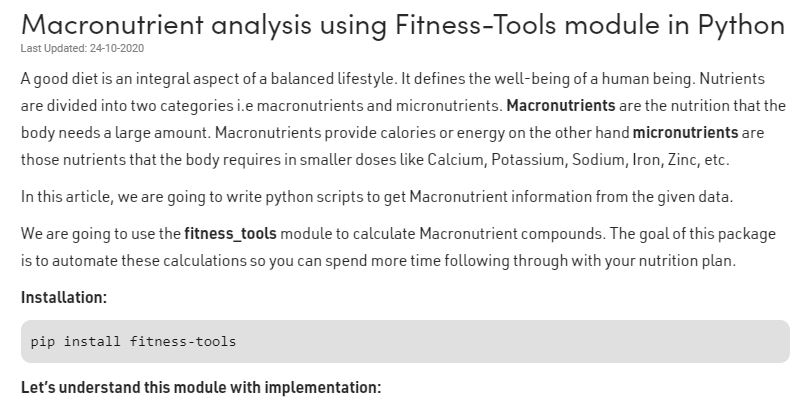 Macronutrient analysis using Fitness-Tools module in Python
Last Updated: 24-10-2020
A good diet is an integral aspect of a balanced lifestyle. It defines the well-being of a human being. Nutrients
are divided into two categories i.e macronutrients and micronutrients. Macronutrients are the nutrition that the
body needs a large amount. Macronutrients provide calories or energy on the other hand micronutrients are
those nutrients that the body requires in smaller doses like Calcium, Potassium, Sodium, Iron, Zinc, etc.
In this article, we are going to write python scripts to get Macronutrient information from the given data.
We are going to use the fitness_tools module to calculate Macronutrient compounds. The goal of this package
is to automate these calculations so you can spend more time following through with your nutrition plan.
Installation:
pip install fitness-tools
Let's understand this module with implementation: